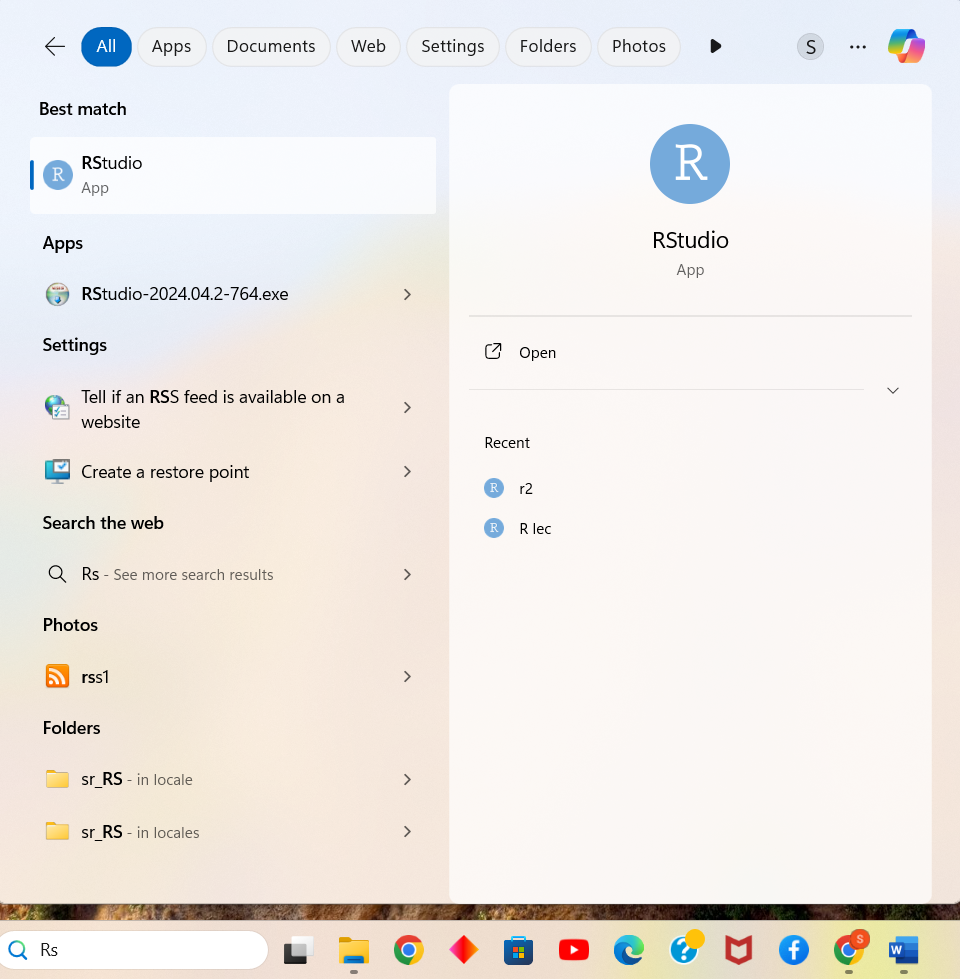 All
Apps
Documents
Web
Settings
Folders
Photos
S
Best match
RStudio
App
Apps
RStudio-2024.04.2-764.exe
Settings
Tell if an RSS feed is available on a
website
Create a restore point
Search the web
Rs - See more search results
Photos
rss1
Folders
sr_RS - in locale
sr_RS - in locales
R
RStudio
App
Open
Recent
r2
R lec
Rs